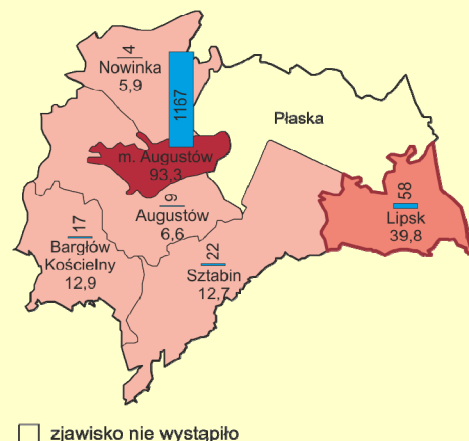 4
Nowinka
5,9
1167
Płaska
m. Augustów
93,3
9
Augustów
6,6
58
Lipsk
39,8
17
Bargłów
Kościelny
12,9
22
Sztabin
12,7
zjawisko nie wystąpiło